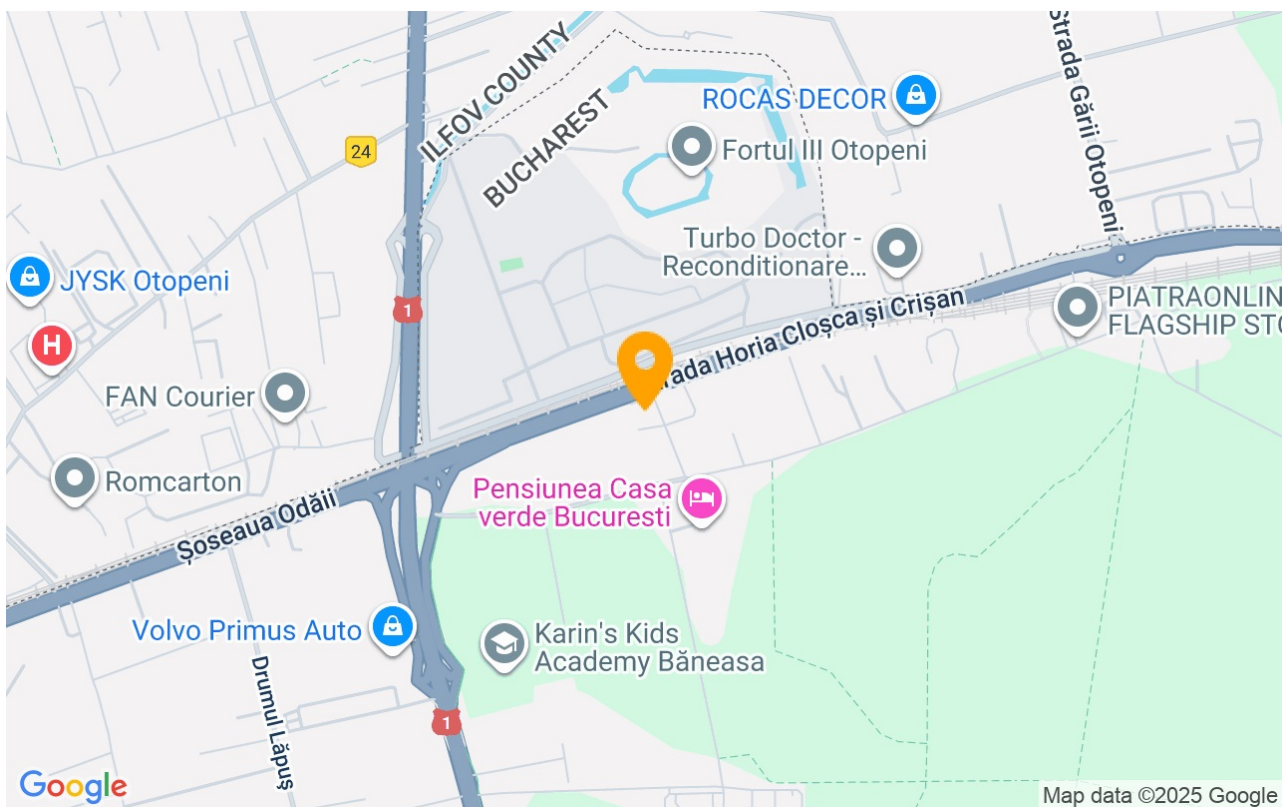 ILFOV COUNTY
BUCHAREST
Strada Gării Otopeni
ROCAS DECOR
24
Fortul III Otopeni
Turbo Doctor -
Reconditionare...
JYSK Otopeni
1
PIATRAONLIN
FLAGSHIP STO
H
rada Horia Cloșca și Crișan
FAN Courier
Romcarton
Pensiunea Casa
verde Bucuresti
Șoseaua Odăii
Volvo Primus Auto
Karin's Kids
Academy Băneasa
Drumul Lăpuș
1
Google
Map data ©2025 Google